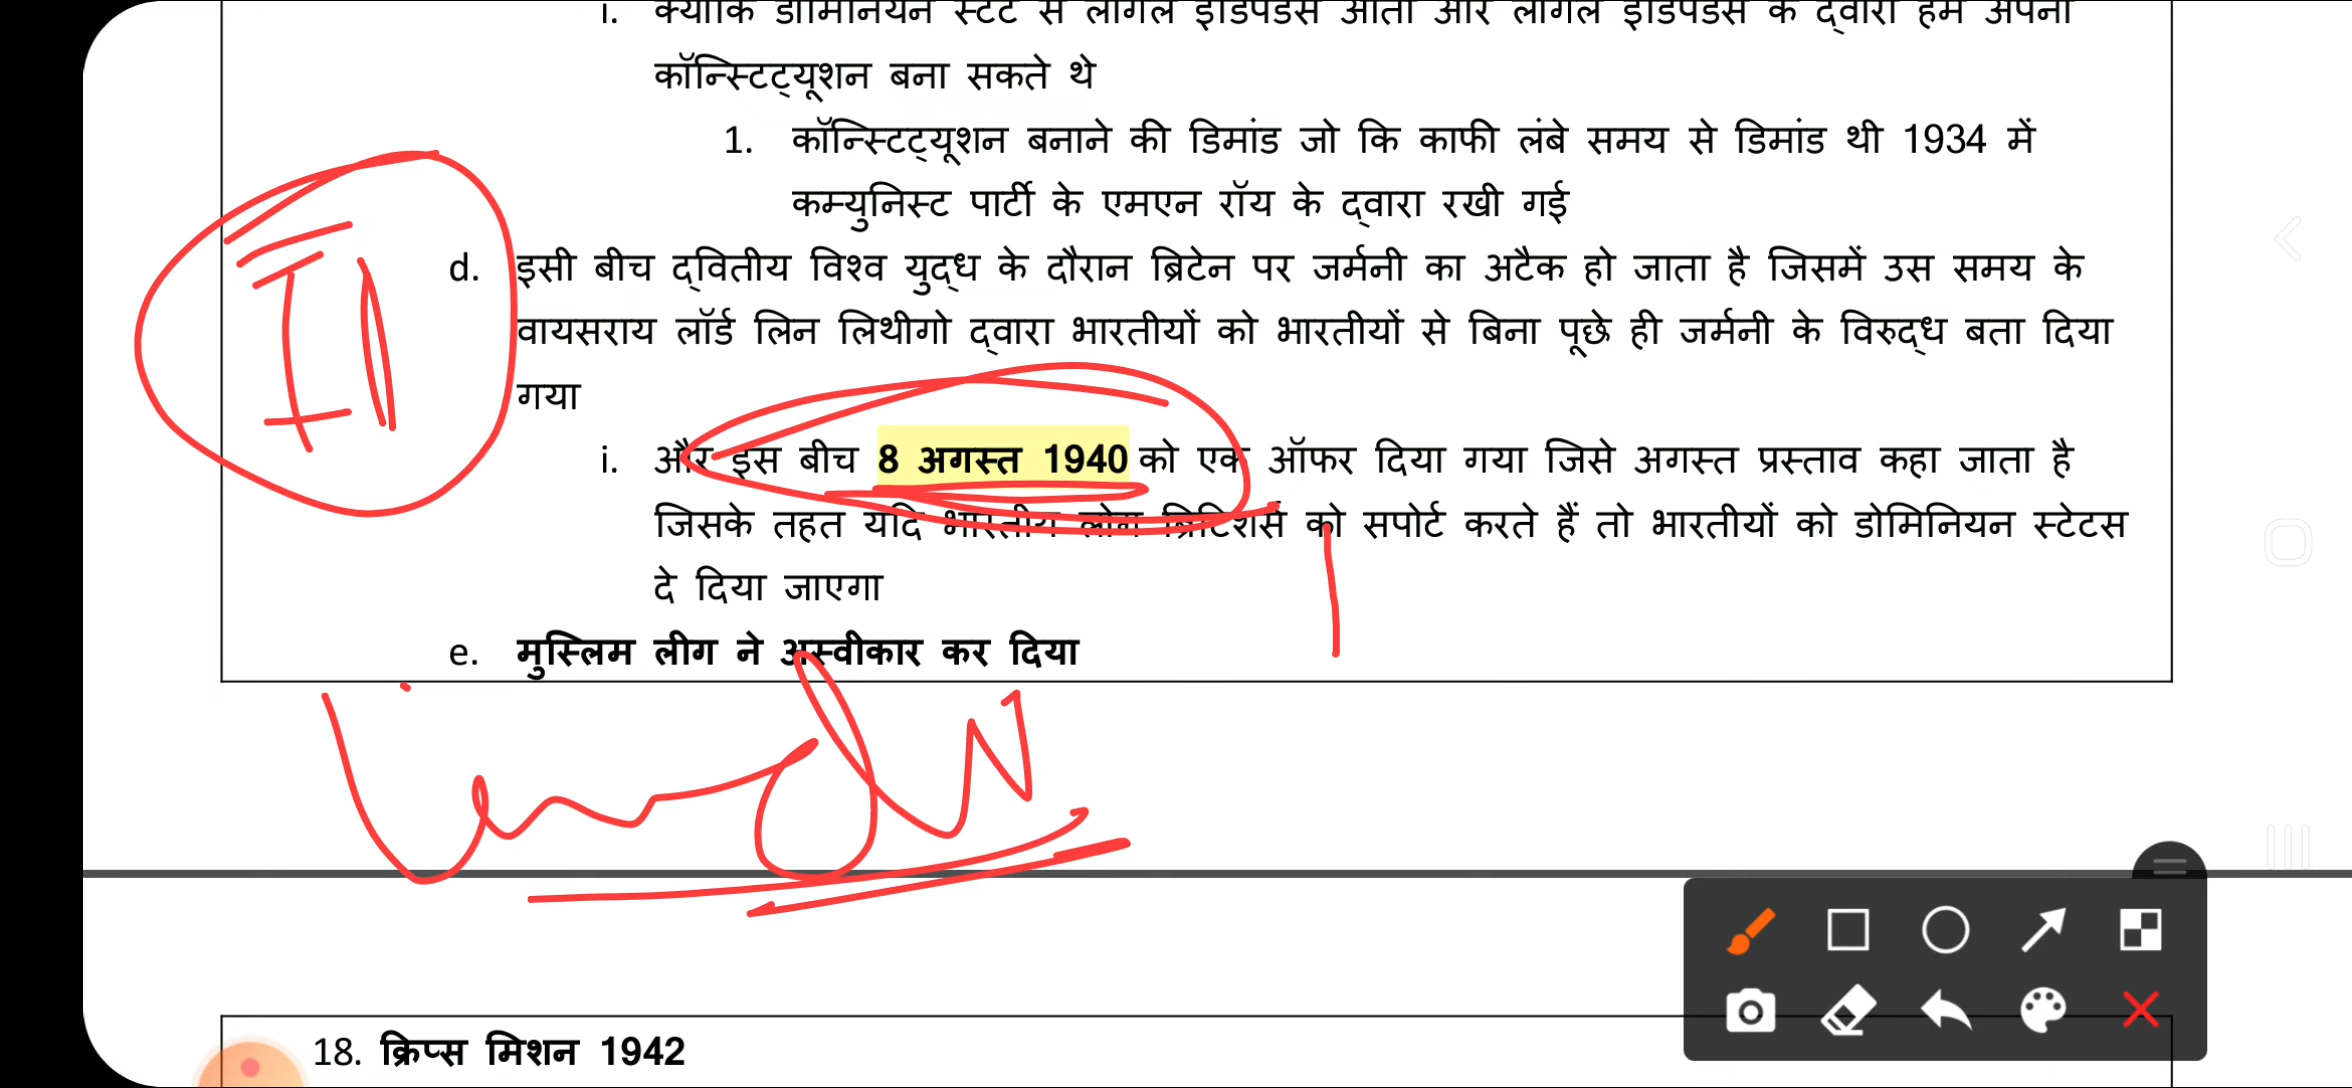 i. क्योंकि डोमिनियन स्टेट से लीगल इंडिपेंडेंस आती और लीगल इंडिपेंडेंस के द्वारा हम अपना
कॉन्स्टिट्यूशन बना सकते थे
1. कॉन्स्टिट्यूशन बनाने की डिमांड जो कि काफी लंबे समय से डिमांड थी 1934 में
कम्युनिस्ट पार्टी के एमएन रॉय के द्वारा रखी गई
d. इसी बीच द्वितीय विश्व युद्ध के दौरान ब्रिटेन पर जर्मनी का अटैक हो जाता है जिसमें उस समय के
वायसराय लॉर्ड लिन लिथीगो द्वारा भारतीयों को भारतीयों से बिना पूछे ही जर्मनी के विरुद्ध बता दिया
गया
i. और इस बीच 8 अगस्त 1940 को एक ऑफर दिया गया जिसे अगस्त प्रस्ताव कहा जाता है
जिसके तहत यदि भारतीय लोग ब्रिटिशर्स को सपोर्ट करते हैं तो भारतीयों को डोमिनियन स्टेटस
दे दिया जाएगा
e. मुस्लिम लीग ने अस्वीकार कर दिया
18. क्रिप्स मिशन 1942